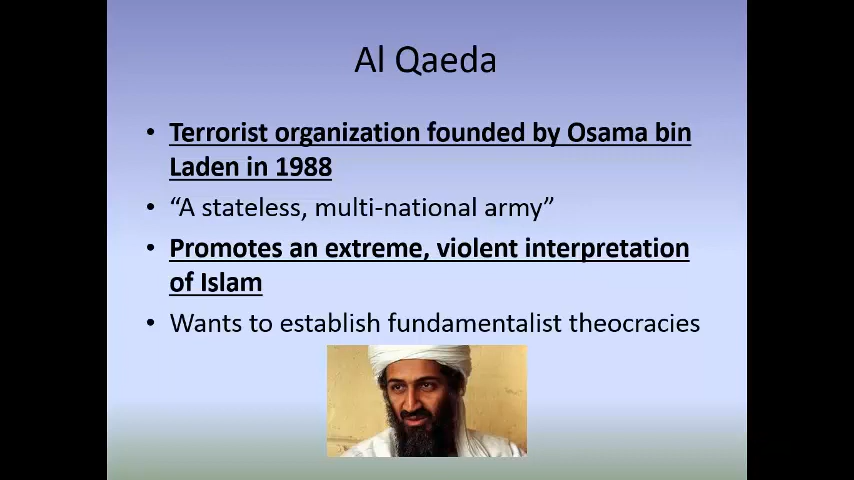 Al Qaeda
• Terrorist organization founded by Osama bin
Laden in 1988
• “A stateless, multi-national army”
• Promotes an extreme, violent interpretation
of Islam
• Wants to establish fundamentalist theocracies